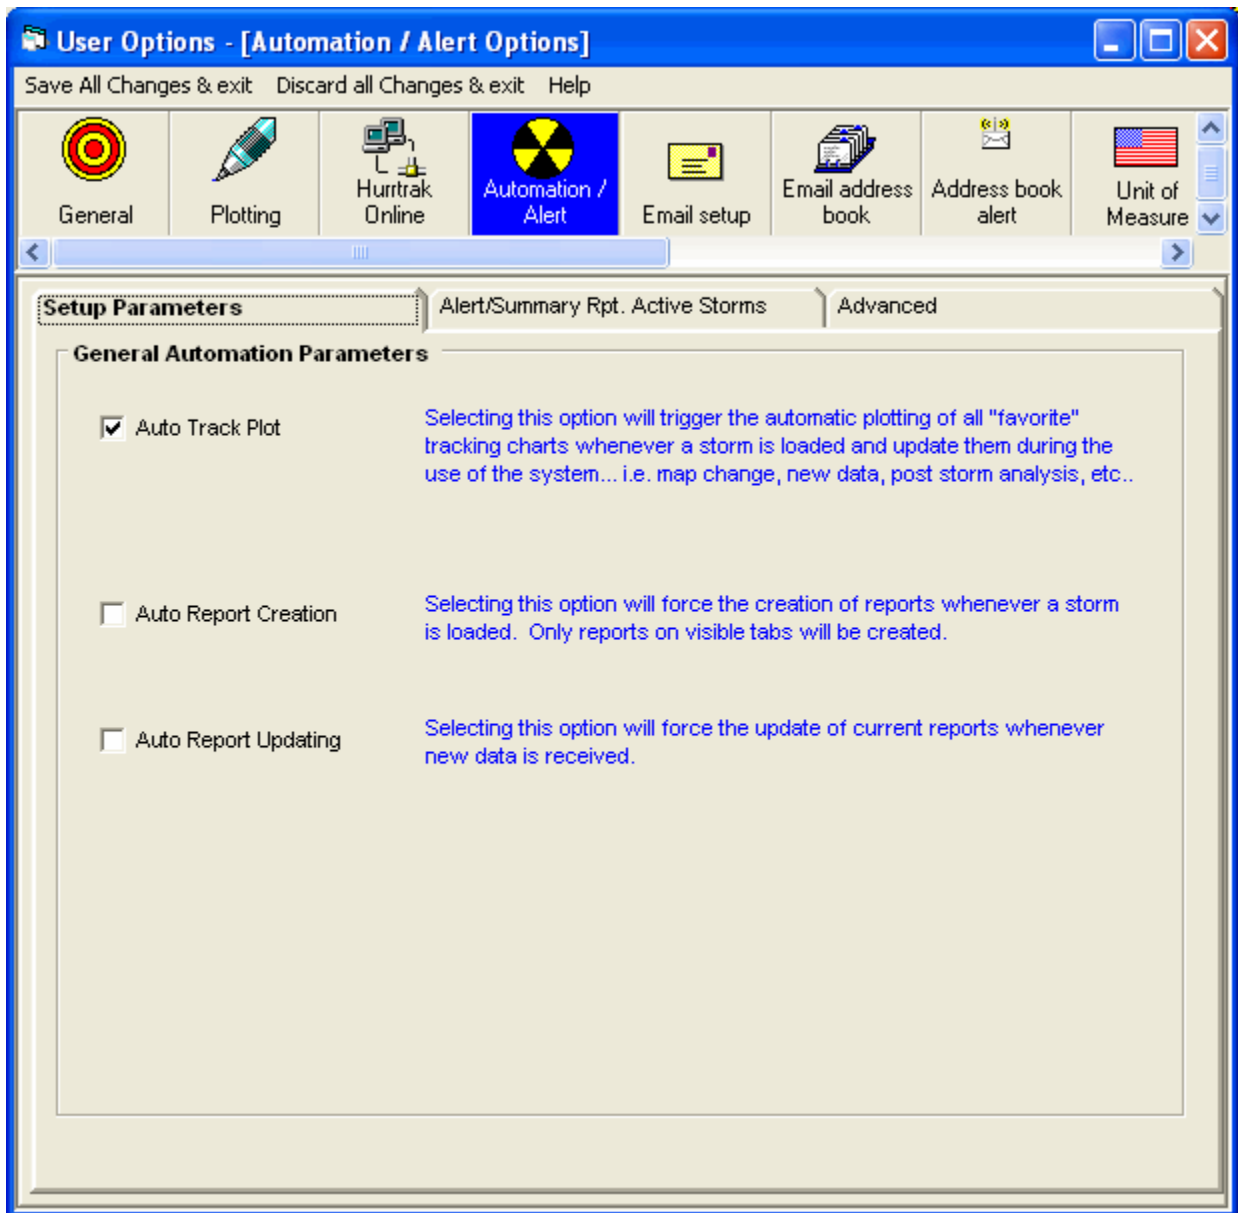 User Options - [Automation / Alert Options]
Save All Changes & exit Discard all Changes & exit Help
General
Plotting
Hurrtrak
Online
Automation /
Alert
Email setup
Email address
book
Address book
alert
Unit of
Measure
Setup Parameters
Alert/Summary Rpt. Active Storms
Advanced
General Automation Parameters
Auto Track Plot
Selecting this option will trigger the automatic plotting of all "favorite"
tracking charts whenever a storm is loaded and update them during the
use of the system... i.e. map change, new data, post storm analysis, etc..
Auto Report Creation
Selecting this option will force the creation of reports whenever a storm
is loaded. Only reports on visible tabs will be created.
Auto Report Updating
Selecting this option will force the update of current reports whenever
new data is received.